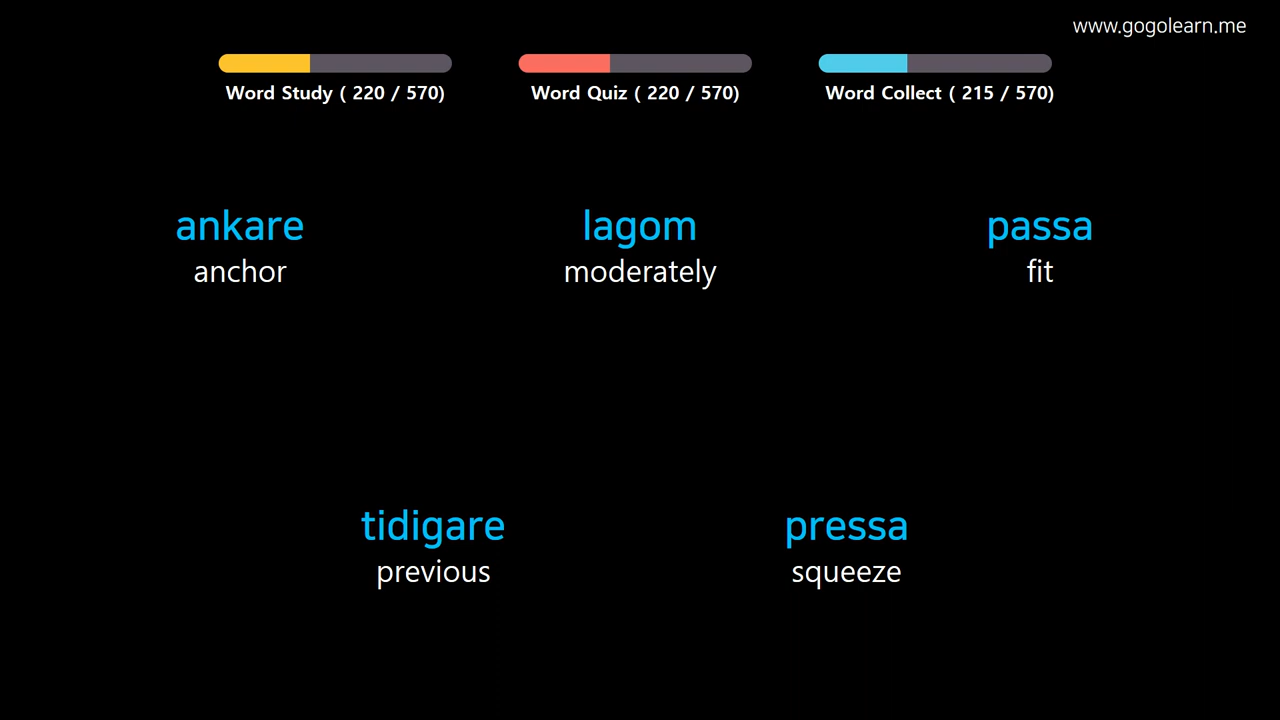 www.gogolearn.me
Word Study ( 220 / 570)
Word Quiz ( 220 / 570)
Word Collect ( 215 / 570)
ankare
anchor
lagom
moderately
passa
fit
tidigare
previous
pressa
squeeze